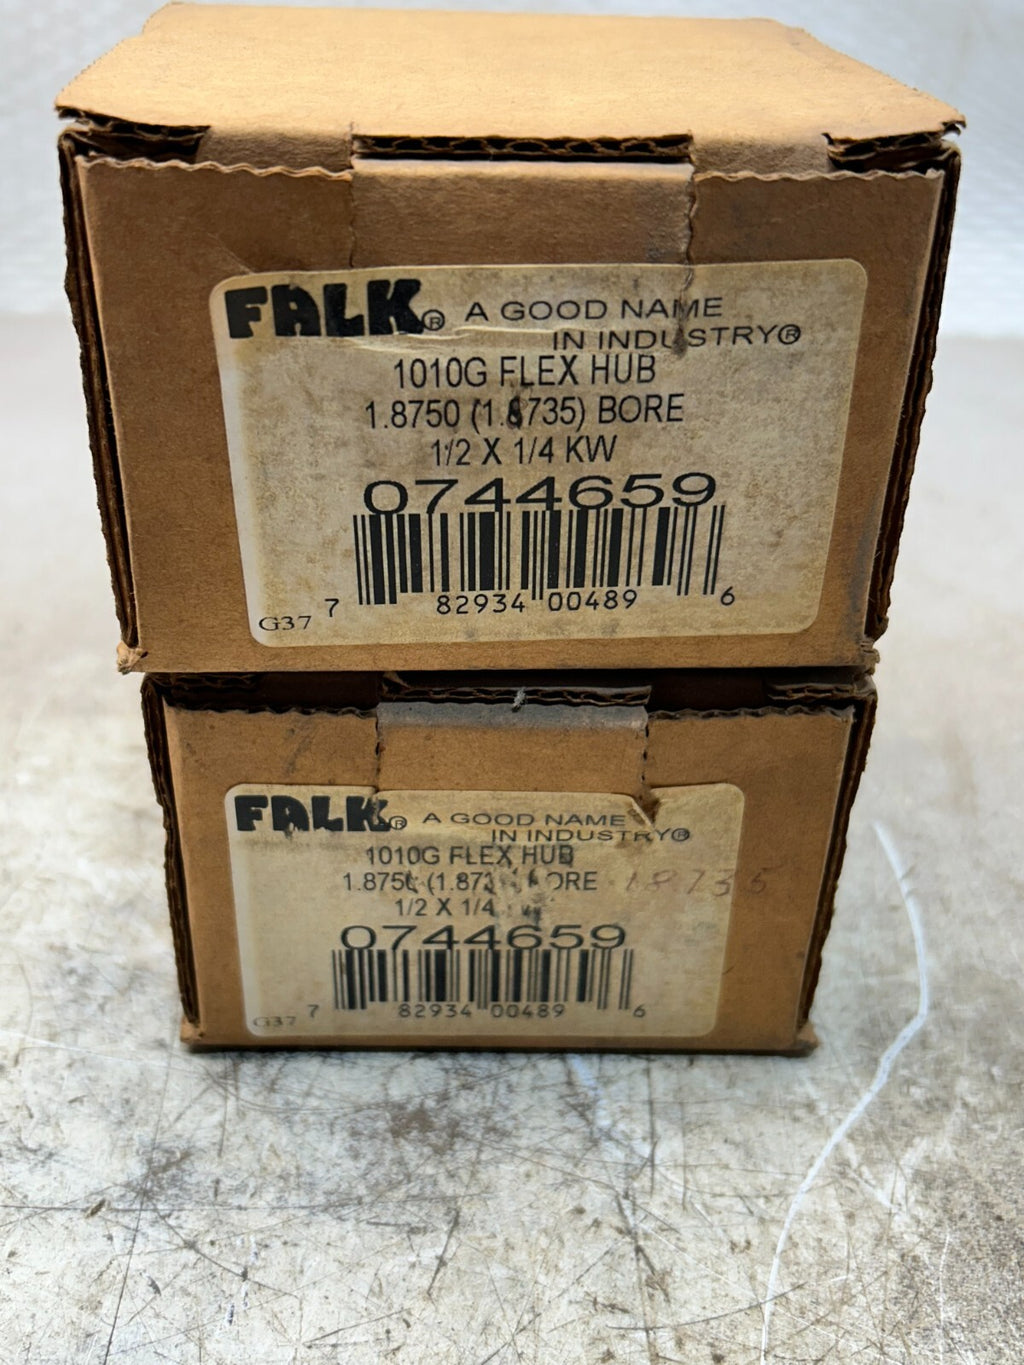 FALK® A GOOD NAME
IN INDUSTRY®
1010G FLEX HUB
1.8750 (1.8735) BORE
1/2 X 1/4 KW
0744659
7 82934 00489 6
G37
FALK® A GOOD NAME
IN INDUSTRY®
1010G FLEX HUB
1/2 X 1/4
0744659
7 82934 00489 6
G37